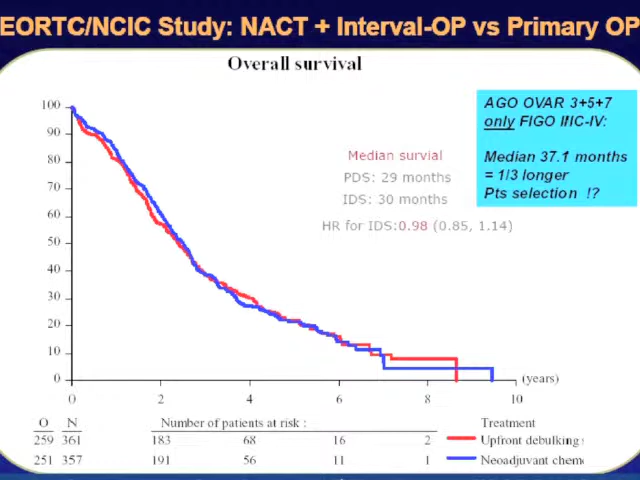 EORTC/NCIC Study: NACT + Interval-OP vs Primary OP
Overall survival
100
90
80
70
60
50
40
30
20
10
0
0 2 4 6 8 10 (years)
Median survial
PDS: 29 months
IDS: 30 months
HR for IDS:0.98 (0.85, 1.14)
AGO OVAR 3+5+7
only FIGO IIIC-IV:
Median 37.1 months
= 1/3 longer
Pts selection !?
O N Number of patients at risk : Treatment
259 361 183 68 16 2 Upfront debulking
251 357 191 56 11 1 Neoadjuvant chem